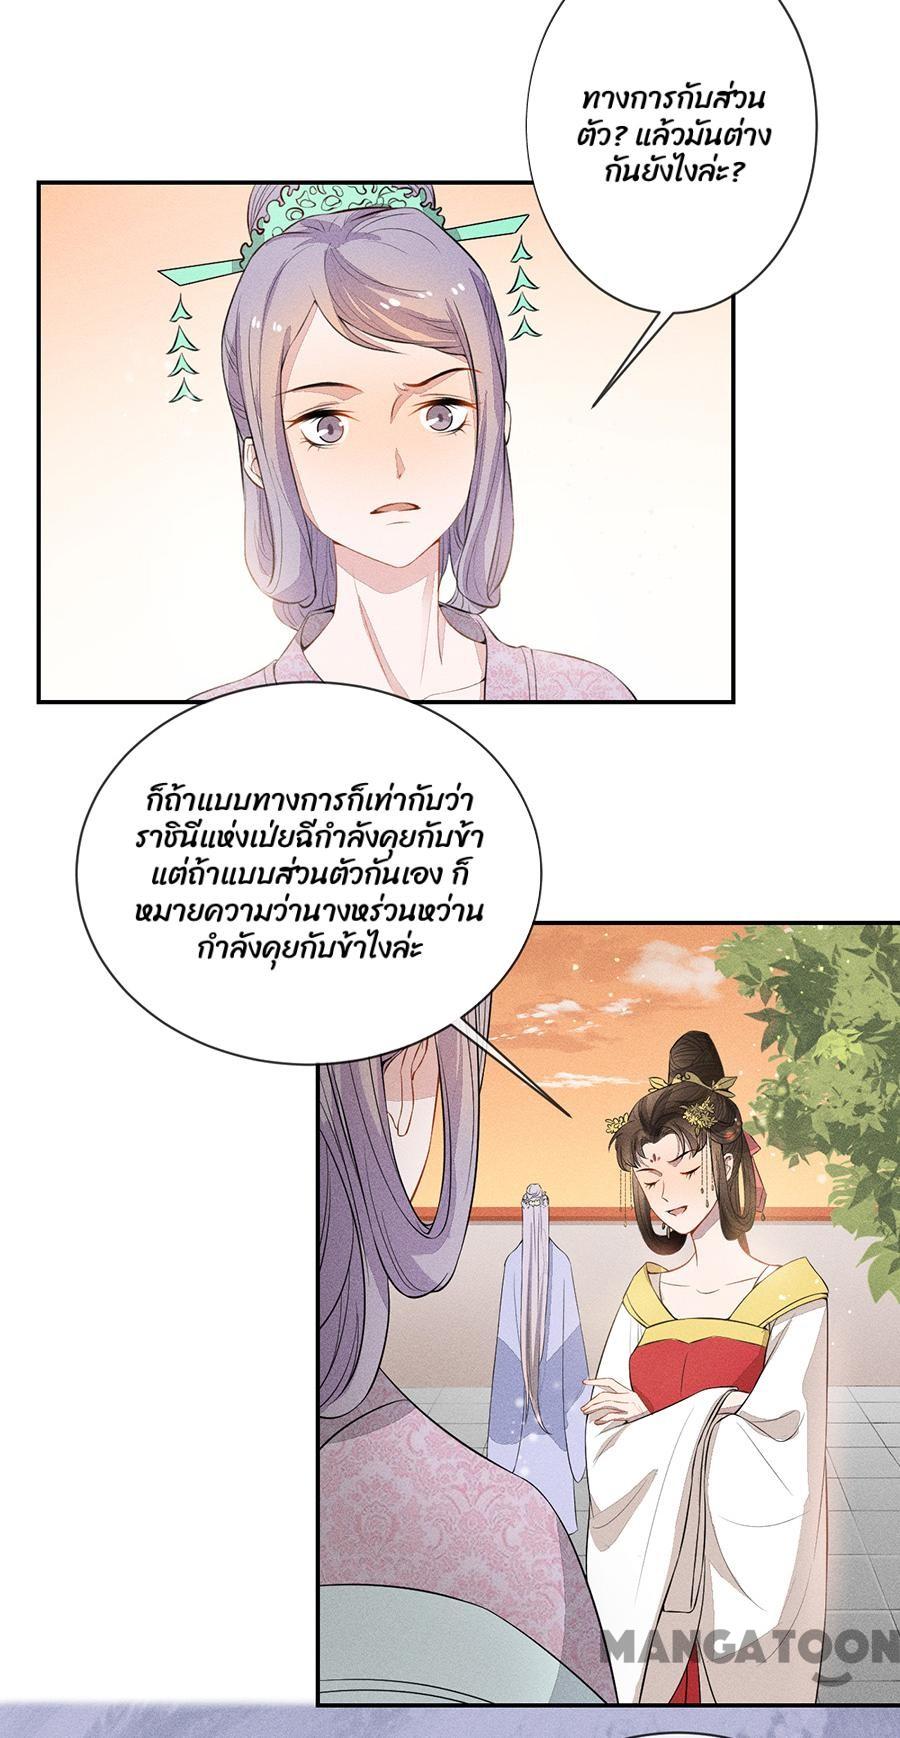 ทางการกับส่วน
ตัว? แล้วมันต่าง
กันยังไงล่ะ?
ก็ถ้าแบบทางการก็เท่ากับว่า
ราชินีแห่งเป่ยฉีกำลังคุยกับข้า
แต่ถ้าแบบส่วนตัวกันเอง ก็
หมายความว่านางหร่วนหว่าน
กำลังคุยกับข้าไงล่ะ
MANGATOON